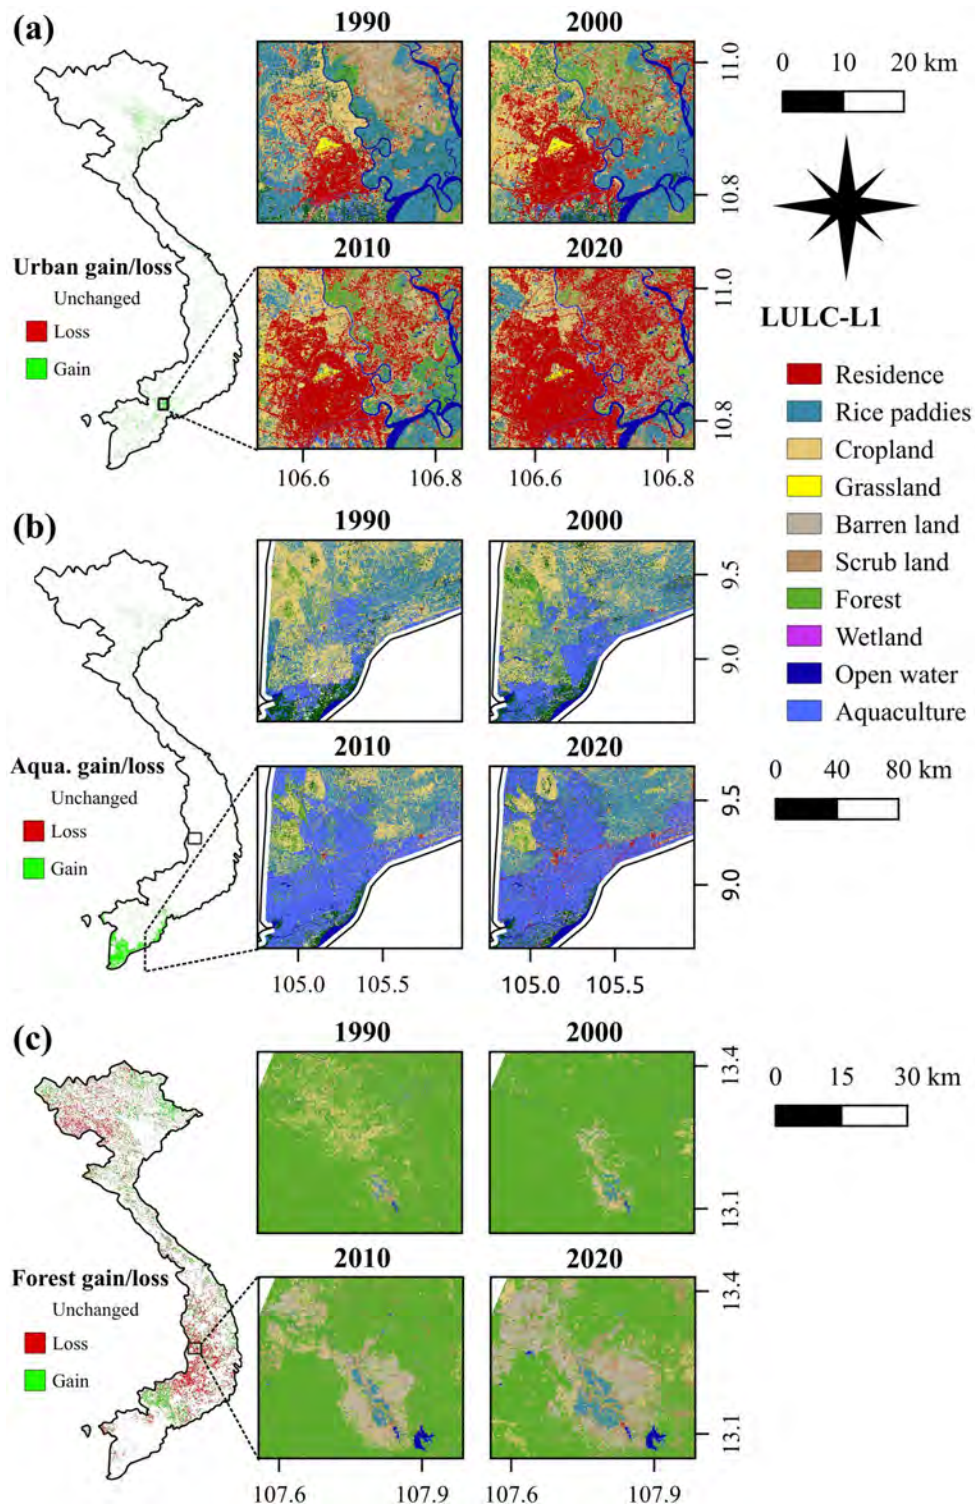 (a)
1990
2000
11.0
10.8
0 10 20 km
Urban gain/loss
Unchanged
Loss
Gain
2010
2020
11.0
10.8
106.6 106.8
106.6 106.8
LULC-L1
Residence
Rice paddies
Cropland
Grassland
Barren land
Scrub land
Forest
Wetland
Open water
Aquaculture
(b)
1990
2000
9.5
9.0
Aqua. gain/loss
Unchanged
Loss
Gain
2010
2020
9.5
9.0
105.0 105.5
105.0 105.5
0 40 80 km
(c)
1990
2000
13.4
13.1
0 15 30 km
Forest gain/loss
Unchanged
Loss
Gain
2010
2020
13.4
13.1
107.6 107.9
107.6 107.9